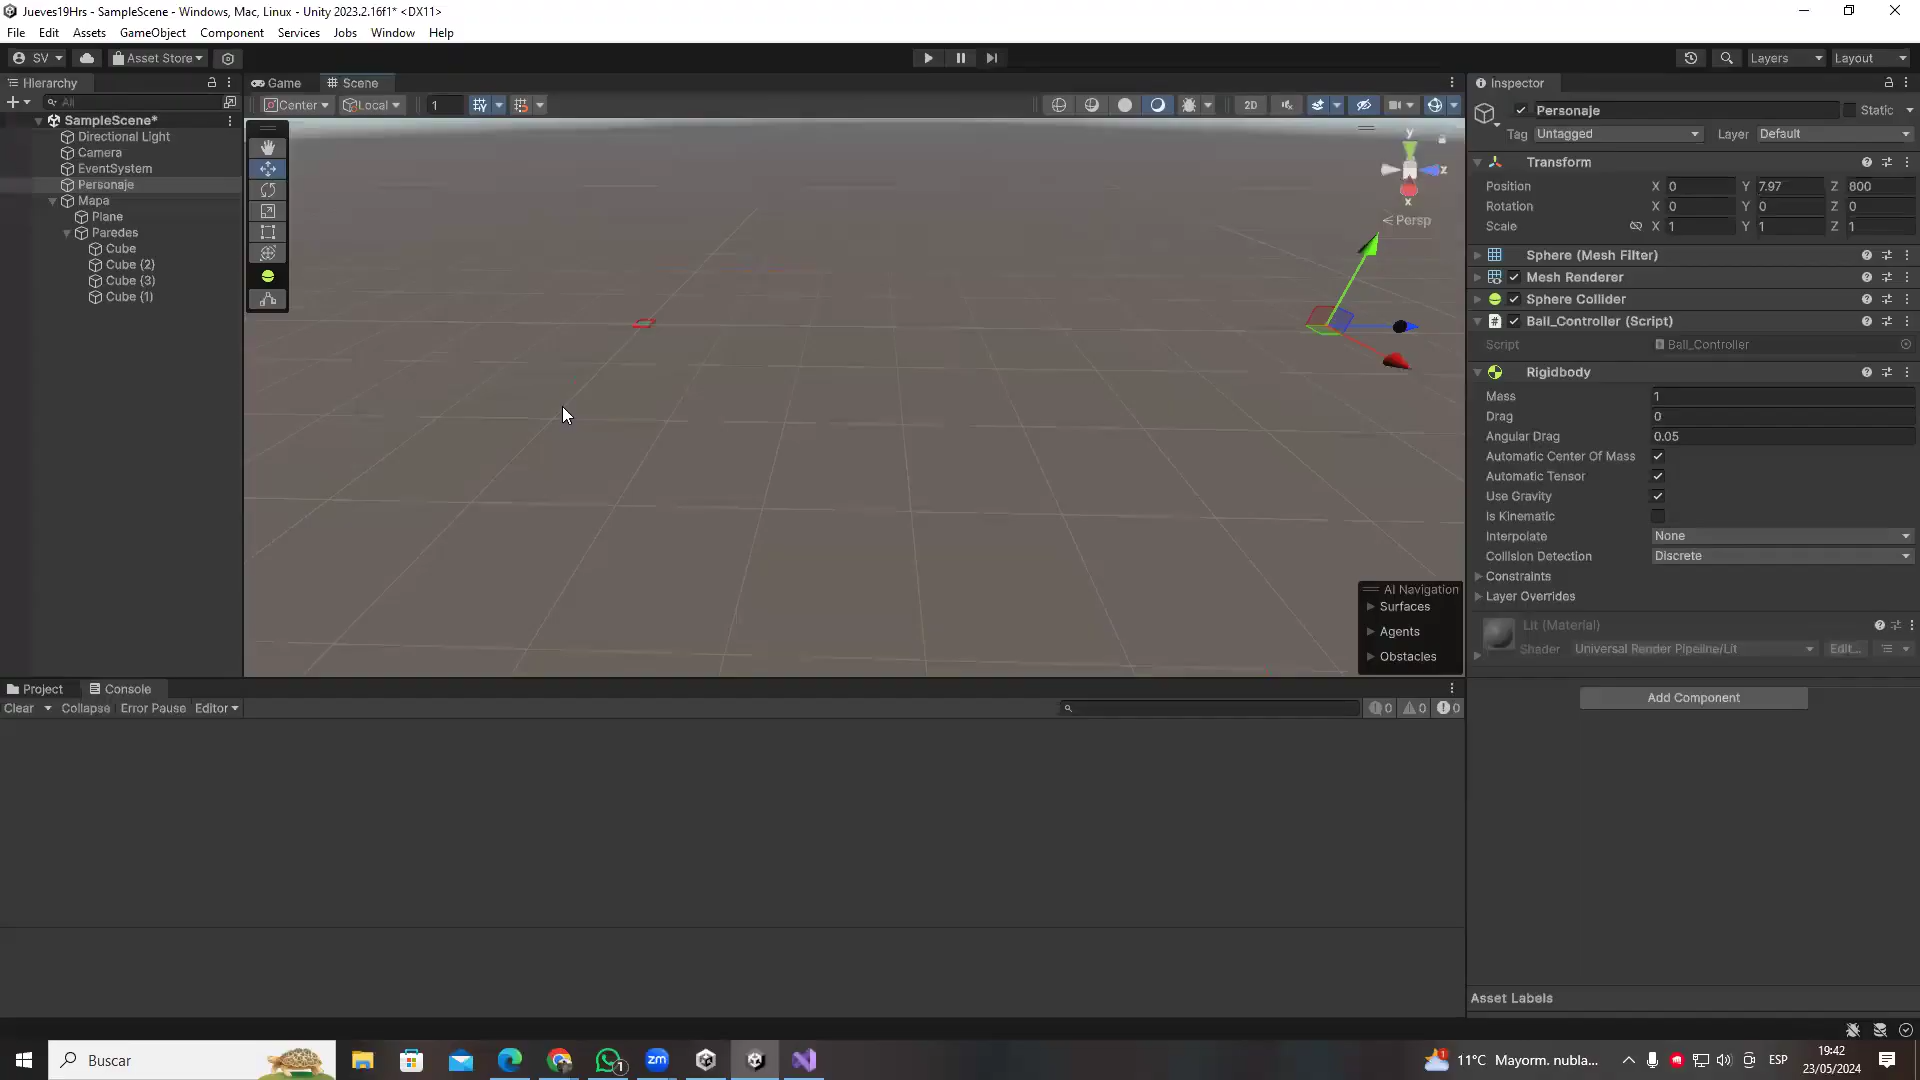 Jueves19Hrs - SampleScene - Windows, Mac, Linux - Unity 2023.2.16f1* <DX11>
File Edit Assets GameObject Component Services Jobs Window Help
SV Asset Store Layers Layout
Hierarchy Game Scene Inspector
All Center Local 1 2D
SampleScene*
Directional Light
Camera
EventSystem
Personaje
Mapa
Plane
Paredes
Cube
Cube (2)
Cube (3)
Cube (1)
y
z
x
Persp
AI Navigation
Surfaces
Agents
Obstacles
Personaje Static
Tag Untagged Layer Default
Transform
Position X 0 Y 7.97 Z 800
Rotation X 0 Y 0 Z 0
Scale X 1 Y 1 Z 1
Sphere (Mesh Filter)
Mesh Renderer
Sphere Collider
# Ball_Controller (Script)
Script Ball_Controller
Rigidbody
Mass 1
Drag 0
Angular Drag 0.05
Automatic Center Of Mass
Automatic Tensor
Use Gravity
Is Kinematic
Interpolate None
Collision Detection Discrete
Constraints
Layer Overrides
Lit (Material)
Shader Universal Render Pipeline/Lit Edit...
Add Component
Asset Labels
Project Console
Clear Collapse Error Pause Editor 0 0 0
Buscar 1 zm 1 11°C Mayorm. nubla... ESP 19:42
23/05/2024